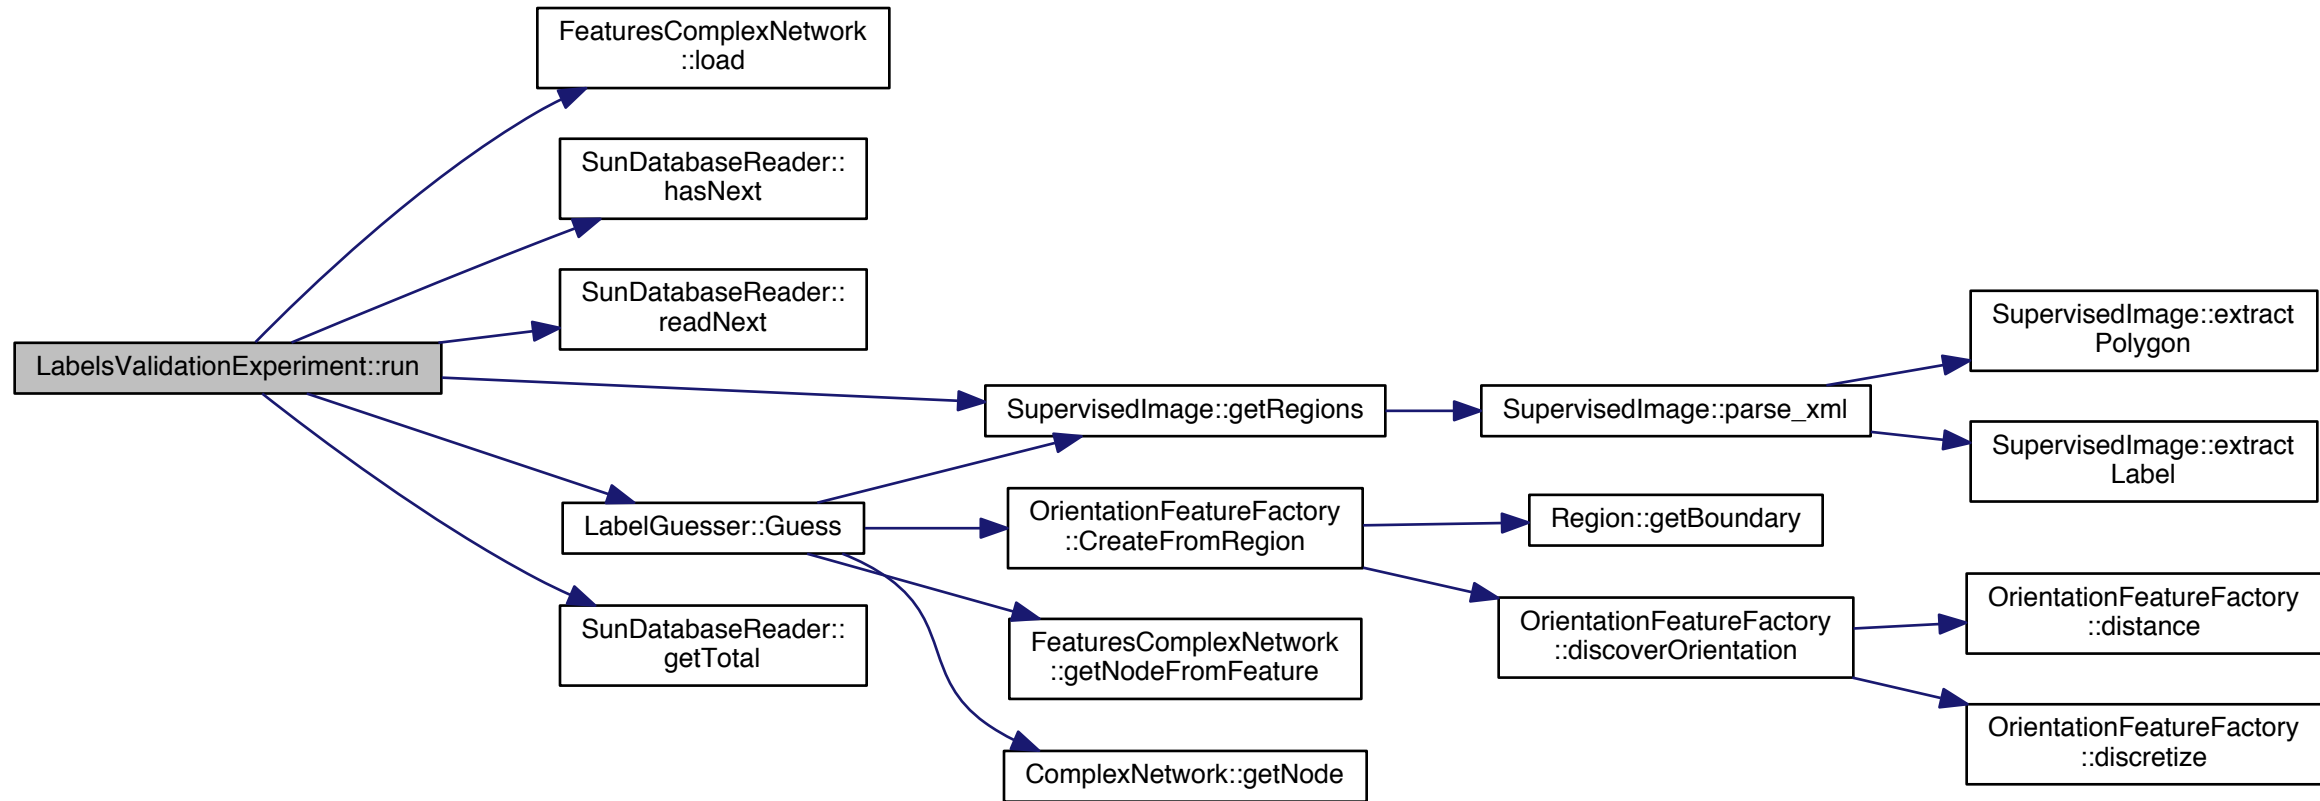 FeaturesComplexNetwork
::load
SunDatabaseReader::
hasNext
SunDatabaseReader::
readNext
LabelsValidationExperiment::run
SupervisedImage::getRegions
SupervisedImage::parse_xml
SupervisedImage::extract
Polygon
SupervisedImage::extract
Label
LabelGuesser::Guess
OrientationFeatureFactory
::CreateFromRegion
Region::getBoundary
OrientationFeatureFactory
::discoverOrientation
OrientationFeatureFactory
::distance
OrientationFeatureFactory
::discretize
SunDatabaseReader::
getTotal
FeaturesComplexNetwork
::getNodeFromFeature
ComplexNetwork::getNode